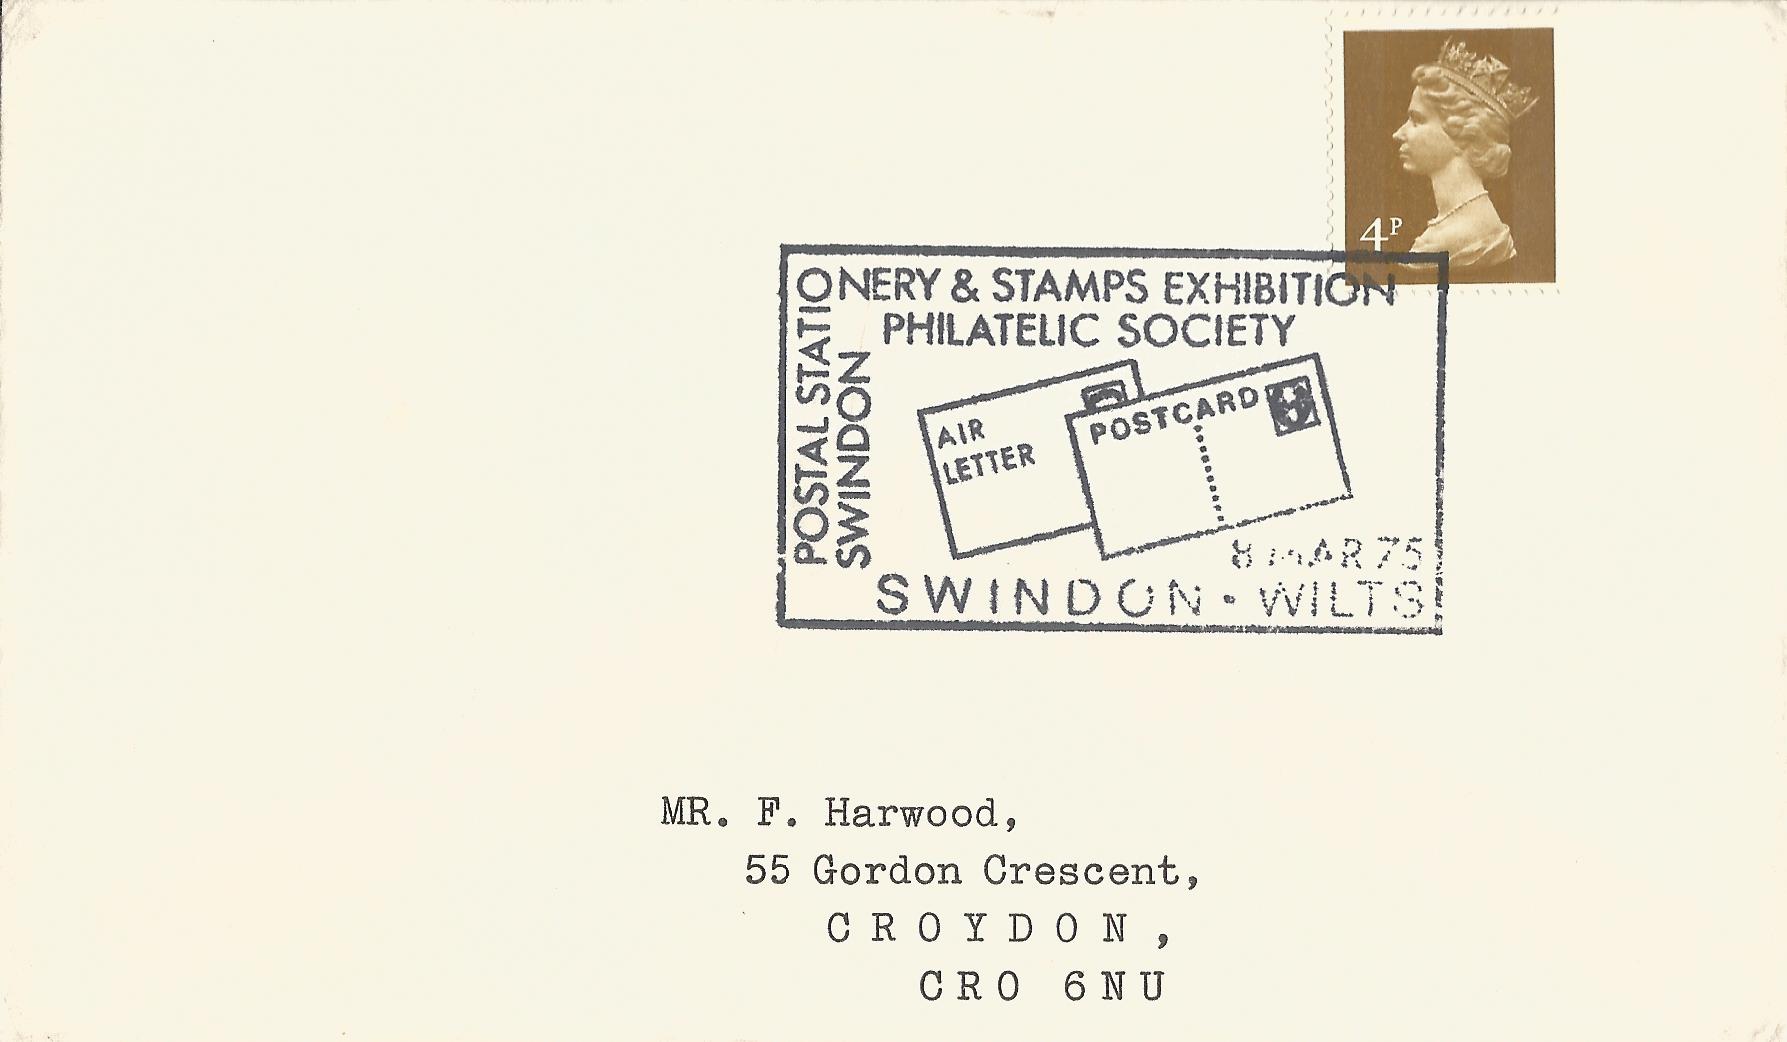 4P
POSTAL STATIONERY & STAMPS EXHIBITION
SWINDON PHILATELIC SOCIETY
AIR
LETTER
POSTCARD
8 MAR 75
SWINDON · WILTS
MR. F. Harwood,
55 Gordon Crescent,
CROYDON,
CRO 6NU